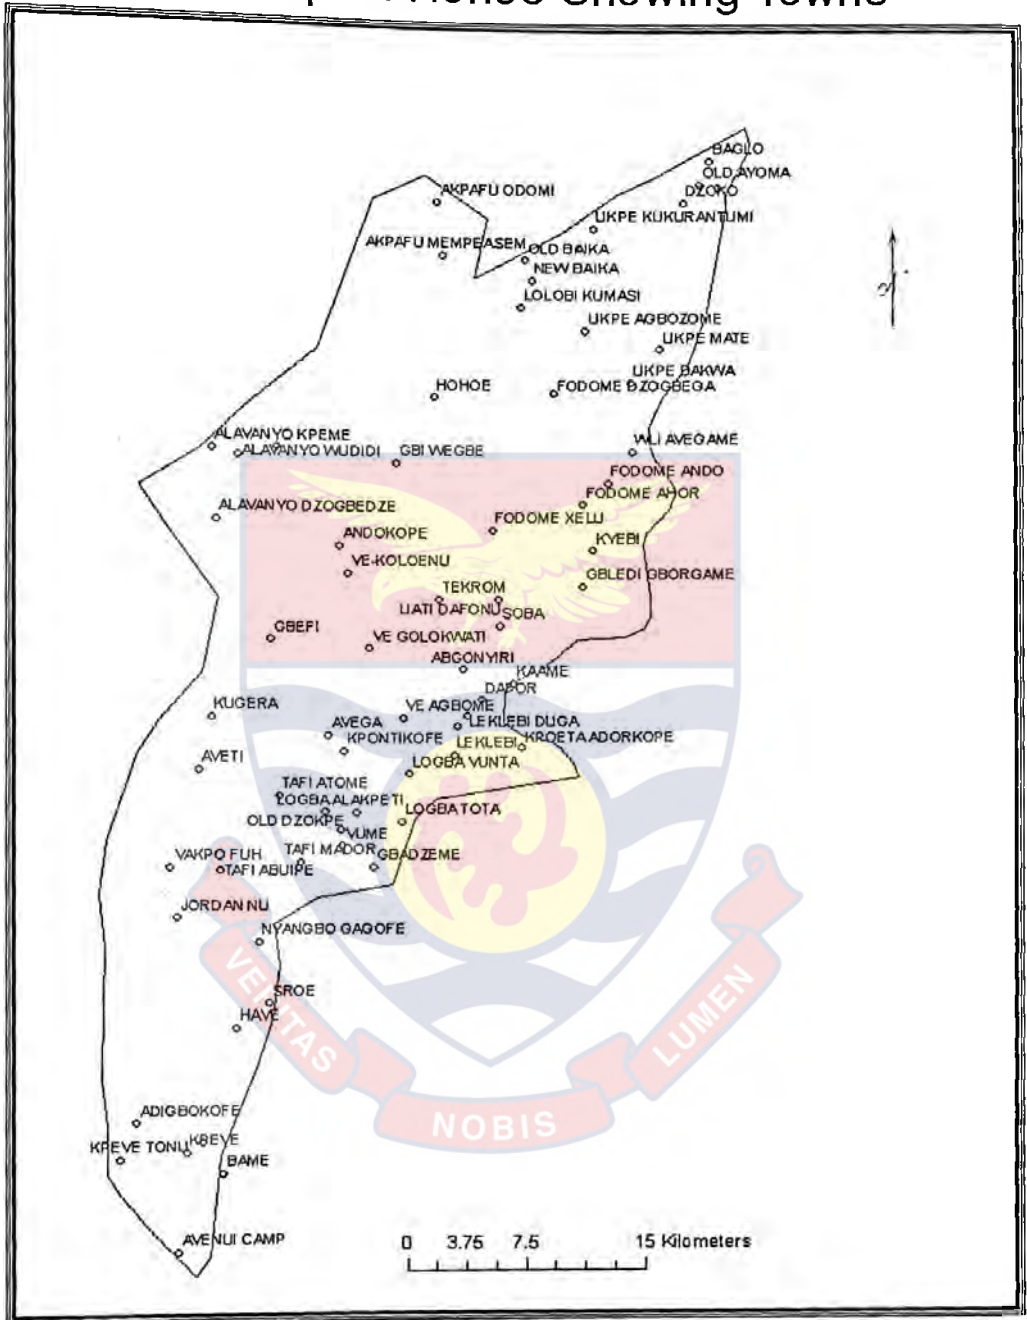 Hohoe Showing Towns
BAGLO
OLD AYOMA
DZOKO
AKPAFU ODOMI
UKPE KUKURANTUMI
AKPAFU MEMPEASEM
OLD BAIKA
NEW BAIKA
LOLOBI KUMASI
UKPE AGBOZOME
UKPE MATE
UKPE BAKWA
HOHOE
FODOME DZOGBEGA
ALAVANYO KPEME
WLI AVEGAME
ALAVANYO WUDIDI
GBI WEGBE
FODOME ANDO
FODOME AHOR
ALAVANYO DZOGBEDZE
FODOME XELU
ANDOKOPE
KYEBI
VE-KOLOENU
GBLEDI GBORGAME
TEKROM
LIATI DAFONU
SOBA
GBEFI
VE GOLOKWATI
ABGONYIRI
KAAME
DAFOR
KUGERA
VE AGBOME
AVEGA
LEKLEBI DUGA
KPONTIKOFE
LEKLEBI
KROETA ADORKOPE
AVETI
LOGBA VUNTA
TAFI ATOME
LOGBA ALAKPETI
LOGBA TOTA
OLD DZOKPE
VUME
VAKPO FUH
TAFI MADOR
GBADZEME
TAFI ABUIPE
JORDAN NU
NYANGBO GAGOFE
SROE
HAVE
VERITAS
NOBIS
LUMEN
ADIGBOKOFE
KPEVE TONU
KPEVE
BAME
AVENUI CAMP
0 3.75 7.5 15 Kilometers